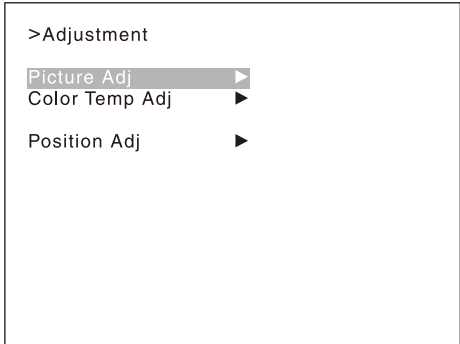 >Adjustment
Picture Adj ▶
Color Temp Adj ▶
Position Adj ▶